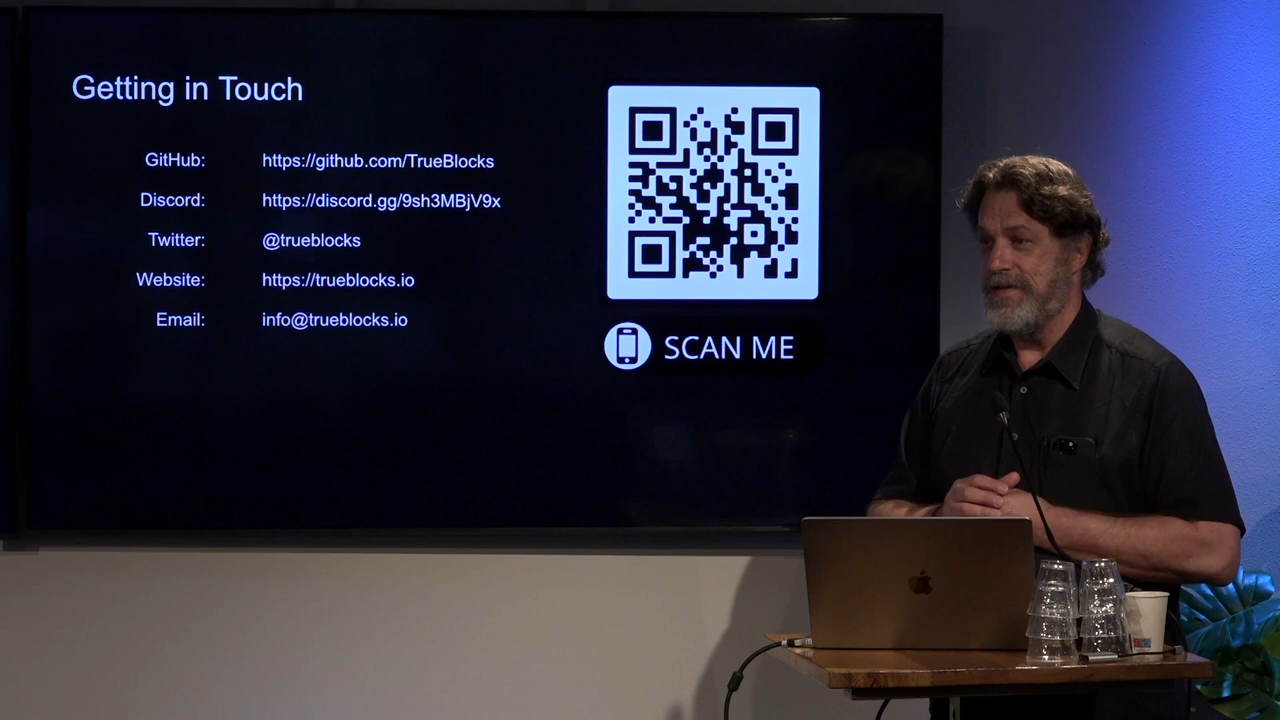 Getting in Touch
GitHub: https://github.com/TrueBlocks
Discord: https://discord.gg/9sh3MBjV9x
Twitter: @trueblocks
Website: https://trueblocks.io
Email: info@trueblocks.io
SCAN ME